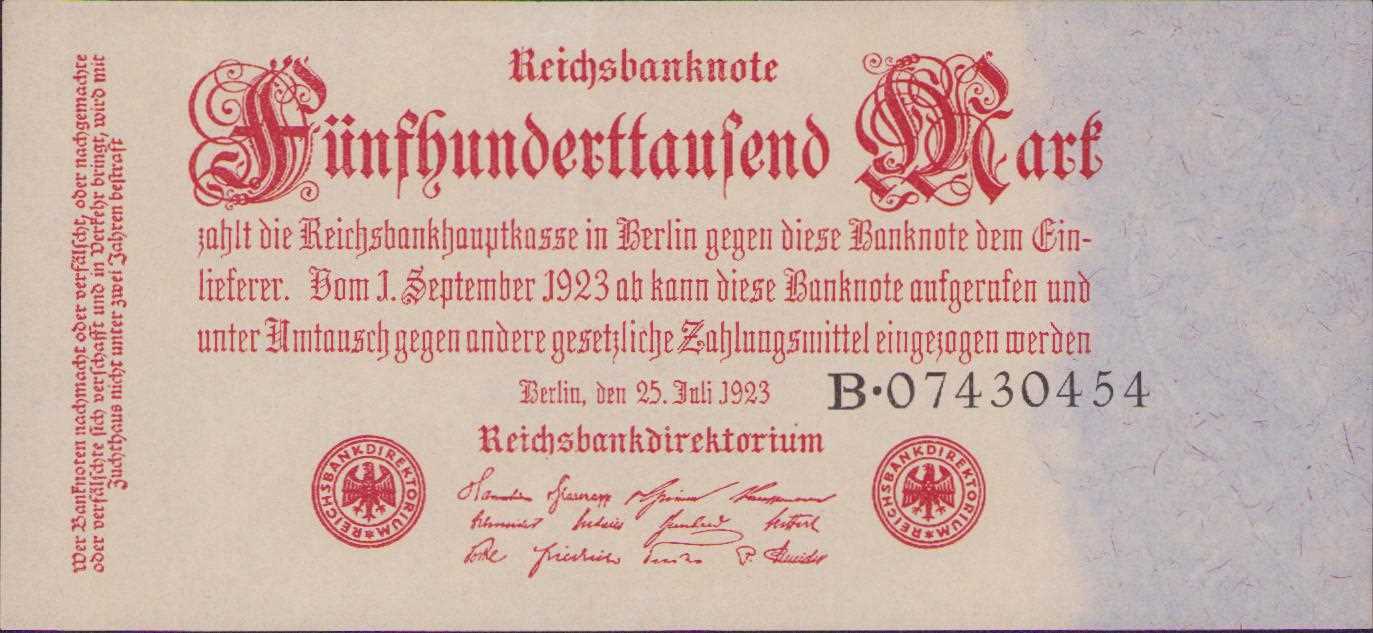 Reichsbanknote
Fünfhunderttauſend Mark
zahlt die Reichsbankhauptkasse in Berlin gegen diese Banknote dem Ein-
lieferer. Vom 1. September 1923 ab kann diese Banknote aufgerufen und
unter Umtausch gegen andere gesetzliche Zahlungsmittel eingezogen werden
Berlin, den 25. Juli 1923
B·07430454
Reichsbankdirektorium
REICHSBANKDIREKTORIUM
REICHSBANKDIREKTORIUM
Wer Banknoten nachmacht oder verfälſcht, oder nachgemachte
oder verfälſchte ſich verſchafft und in Verkehr bringt, wird mit
Zuchthaus nicht unter zwei Jahren beſtraft